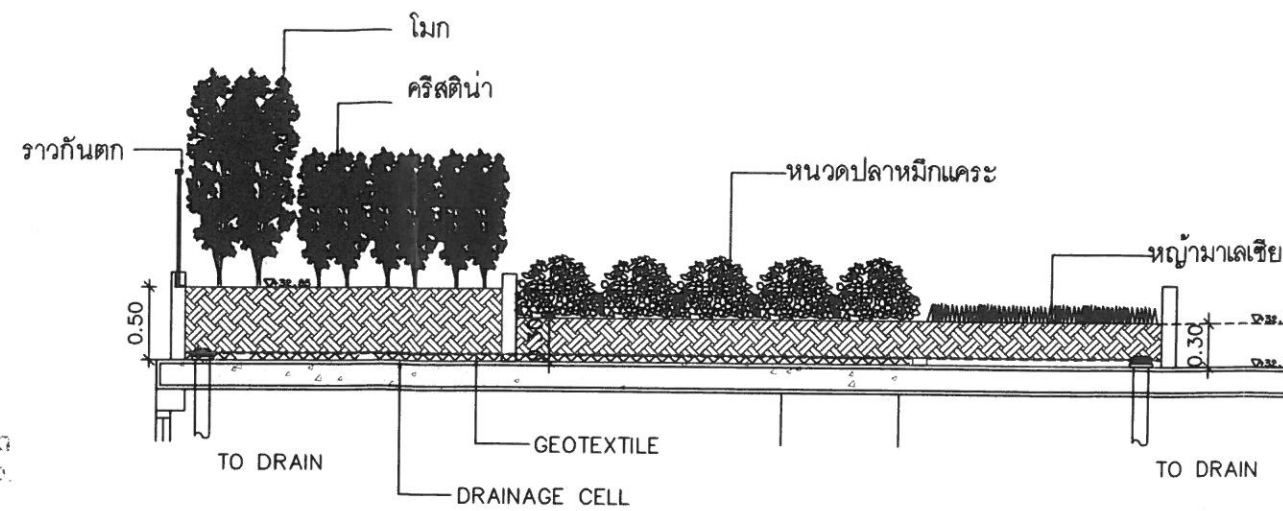 โมก
คริสติน่า
ราวกันตก
หนวดปลาหมึกแคระ
หญ้ามาเลเซีย
0.50
0.30
0.30
GEOTEXTILE
TO DRAIN
TO DRAIN
DRAINAGE CELL